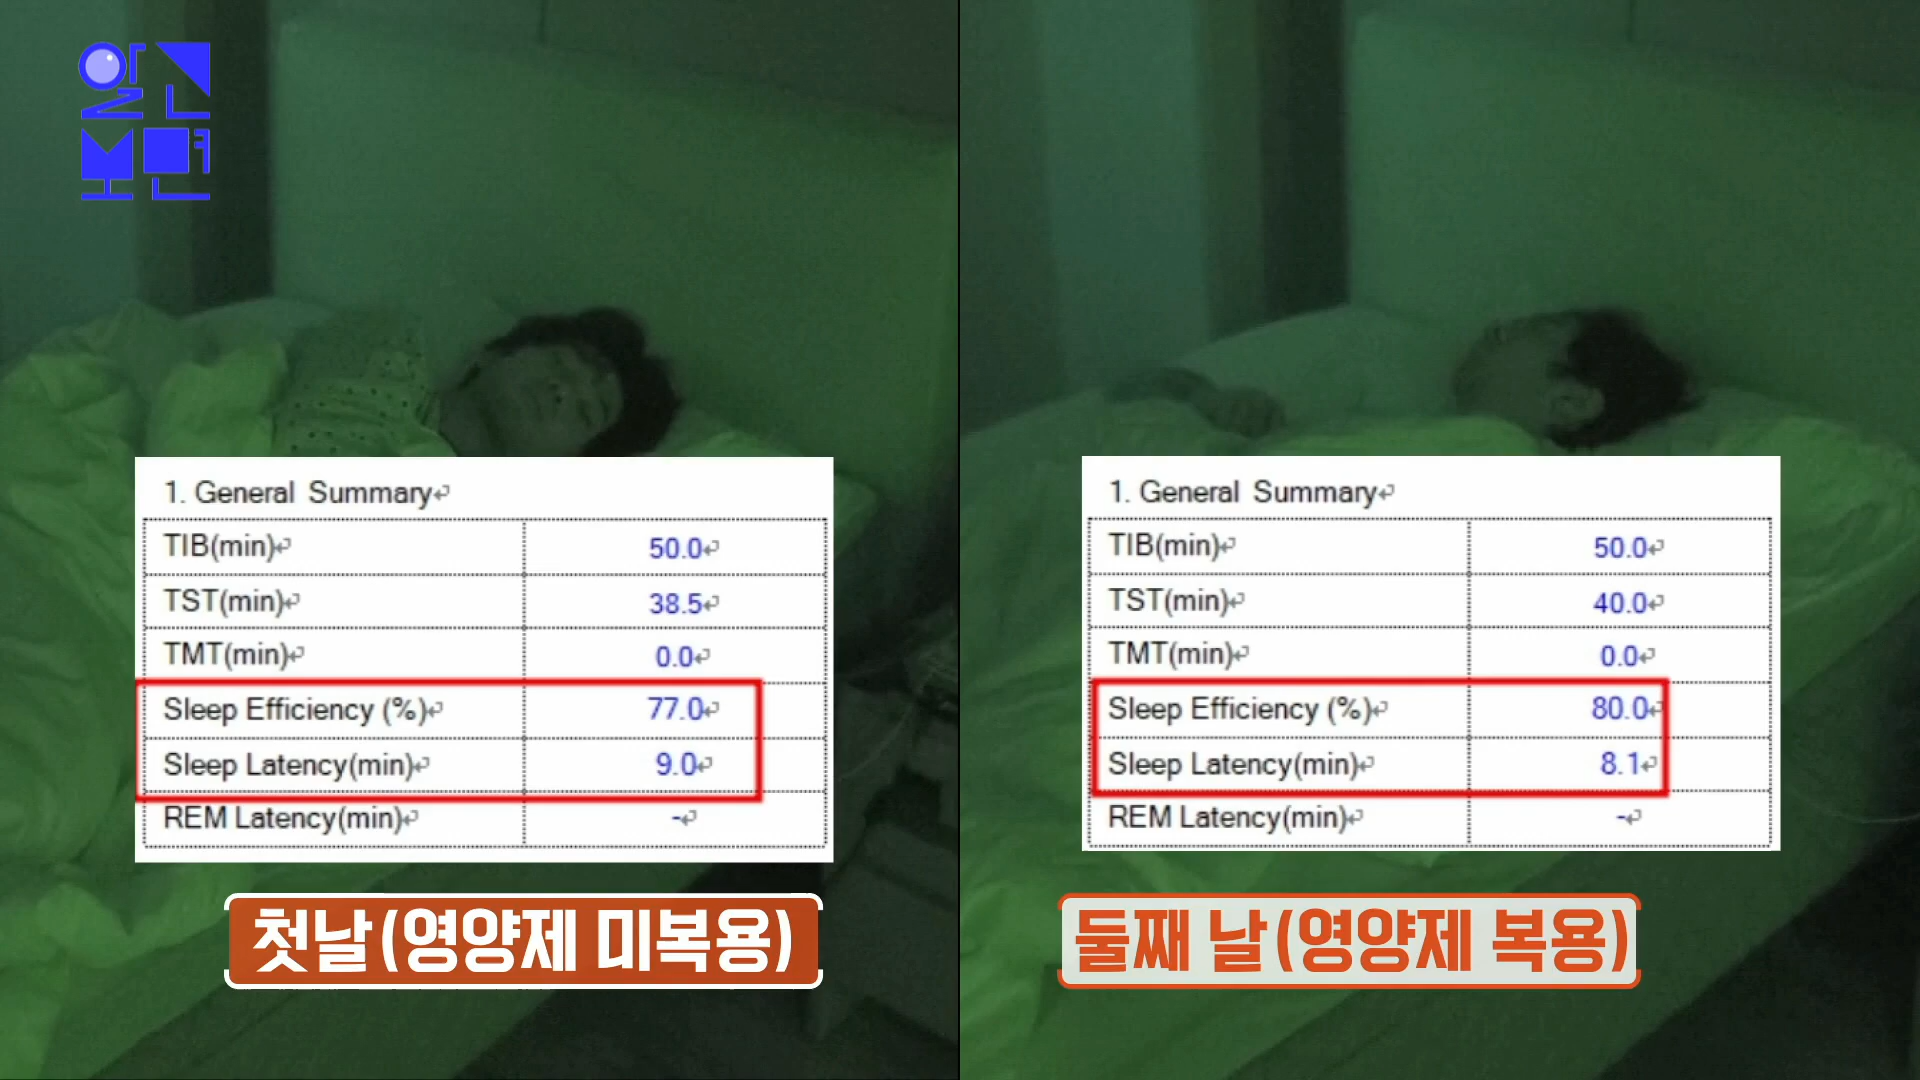 알고 보면
1. General Summary
TIB(min) 50.0
TST(min) 38.5
TMT(min) 0.0
Sleep Efficiency (%) 77.0
Sleep Latency(min) 9.0
REM Latency(min) -
첫날(영양제 미복용)
1. General Summary
TIB(min) 50.0
TST(min) 40.0
TMT(min) 0.0
Sleep Efficiency (%) 80.0
Sleep Latency(min) 8.1
REM Latency(min) -
둘째 날(영양제 복용)